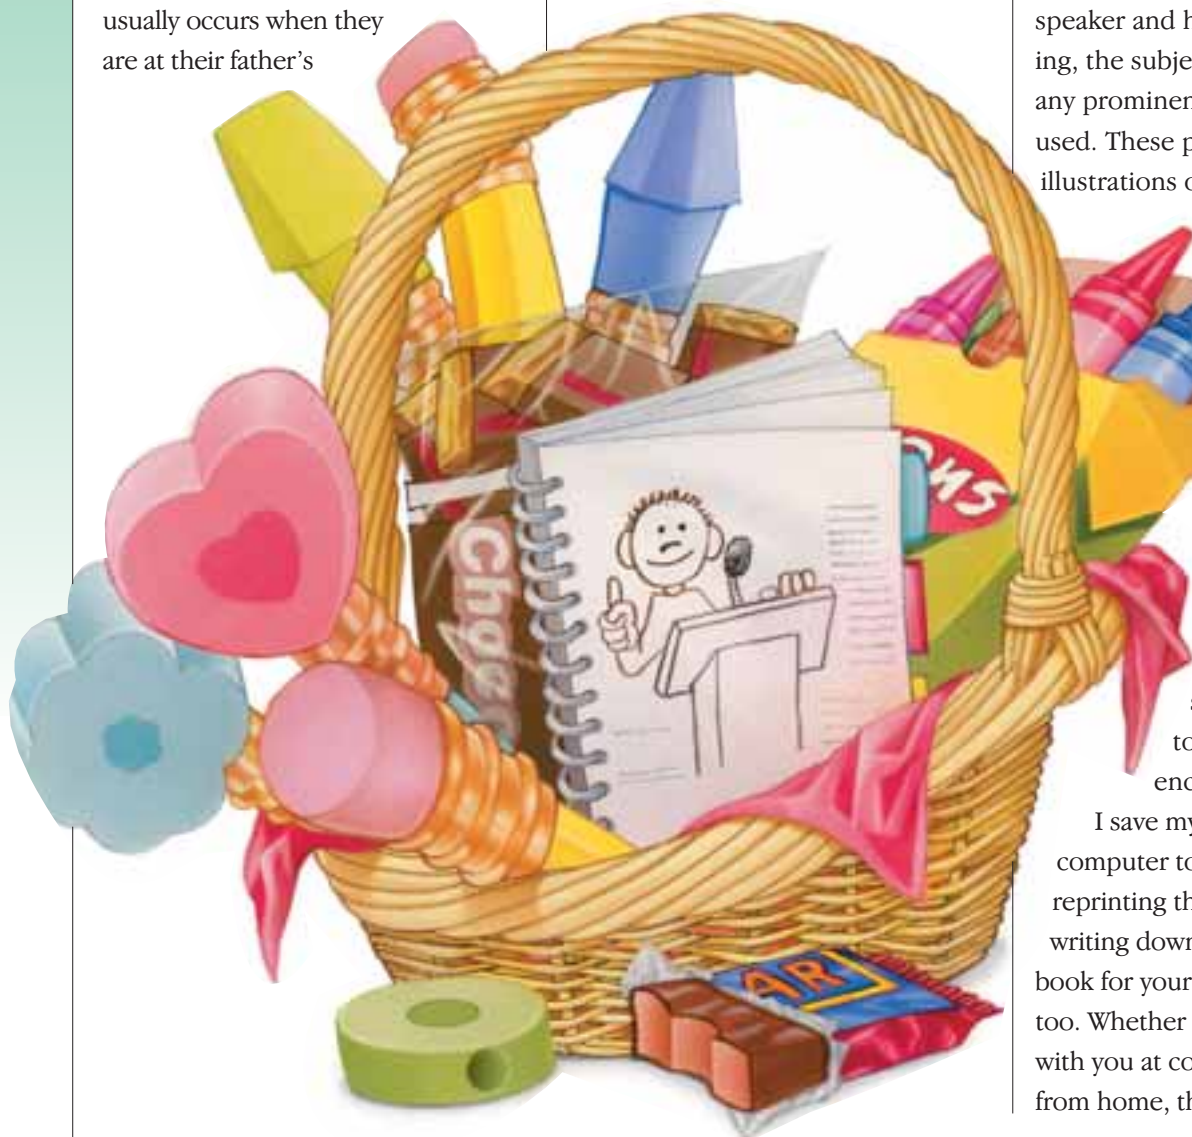 usually occurs when they
are at their father's
speaker and h
ing, the subje
any prominen
used. These p
illustrations o
s
to
enc
I save my
computer to
reprinting th
writing down
book for your
too. Whether
with you at co
from home, th
AR